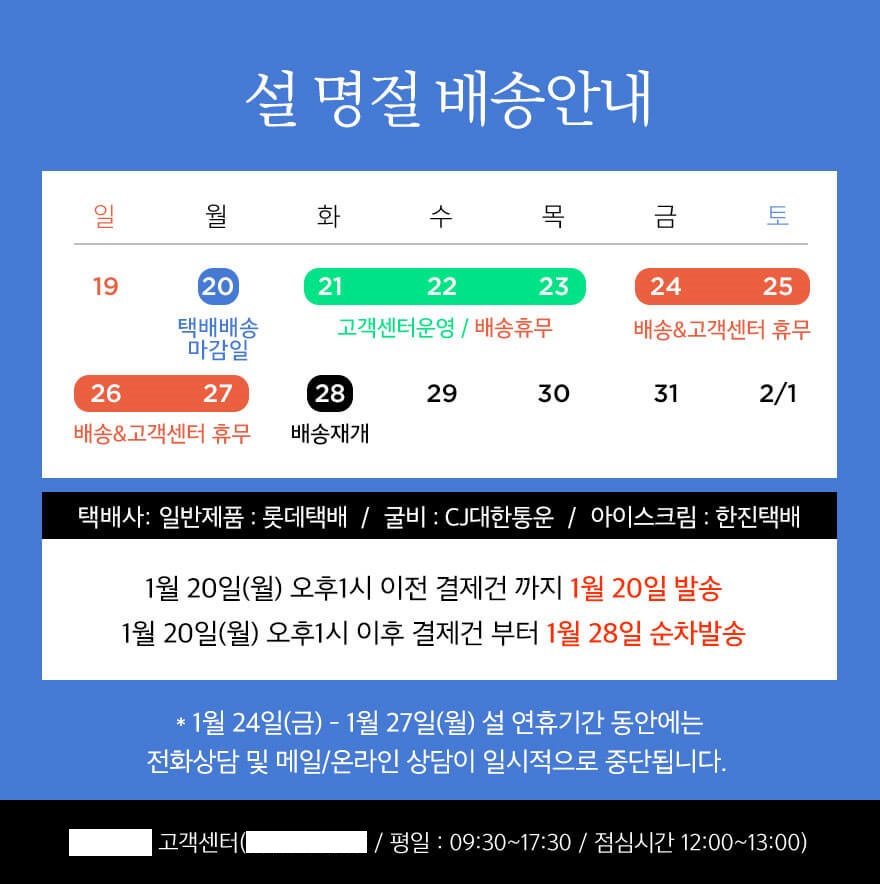 설 명절 배송안내
일 월 화 수 목 금 토
19 20 21 22 23 24 25
택배배송
마감일
고객센터운영 / 배송휴무
배송&고객센터 휴무
26 27 28 29 30 31 2/1
배송&고객센터 휴무
배송재개
택배사: 일반제품 : 롯데택배 / 굴비 : CJ대한통운 / 아이스크림 : 한진택배
1월 20일(월) 오후1시 이전 결제건 까지 1월 20일 발송
1월 20일(월) 오후1시 이후 결제건 부터 1월 28일 순차발송
* 1월 24일(금) - 1월 27일(월) 설 연휴기간 동안에는
전화상담 및 메일/온라인 상담이 일시적으로 중단됩니다.
고객센터( / 평일 : 09:30~17:30 / 점심시간 12:00~13:00)